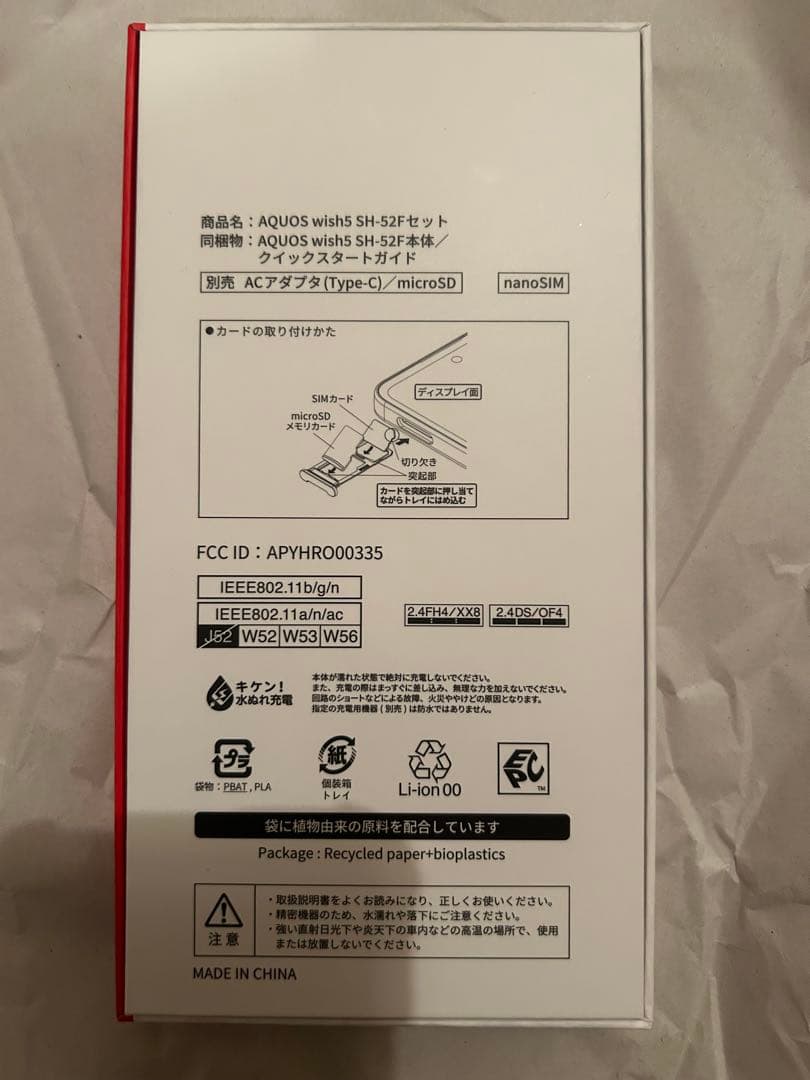 商品名：AQUOS wish5 SH-52Fセット
同梱物：AQUOS wish5 SH-52F本体／
クイックスタートガイド
別売 ACアダプタ(Type-C)／microSD
nanoSIM
●カードの取り付けかた
ディスプレイ面
SIMカード
microSD
メモリカード
切り欠き
突起部
カードを突起部に押し当て
ながらトレイにはめ込む
FCC ID：APYHRO00335
IEEE802.11b/g/n
IEEE802.11a/n/ac
J52 W52 W53 W56
2.4FH4/XX8
2.4DS/OF4
キケン！
水ぬれ充電
本体が濡れた状態で絶対に充電しないでください。
また、充電の際はまっすぐに差し込み、無理な力を加えないでください。
回路のショートなどによる故障、火災ややけどの原因となります。
指定の充電用機器(別売)は防水ではありません。
プラ
袋物：PBAT , PLA
紙
個装箱
トレイ
Li-ion 00
EPC
TM
袋に植物由来の原料を配合しています
Package : Recycled paper+bioplastics
注意
・取扱説明書をよくお読みになり、正しくお使いください。
・精密機器のため、水濡れや落下にご注意ください。
・強い直射日光下や炎天下の車内などの高温の場所で、使用
または放置しないでください。
MADE IN CHINA